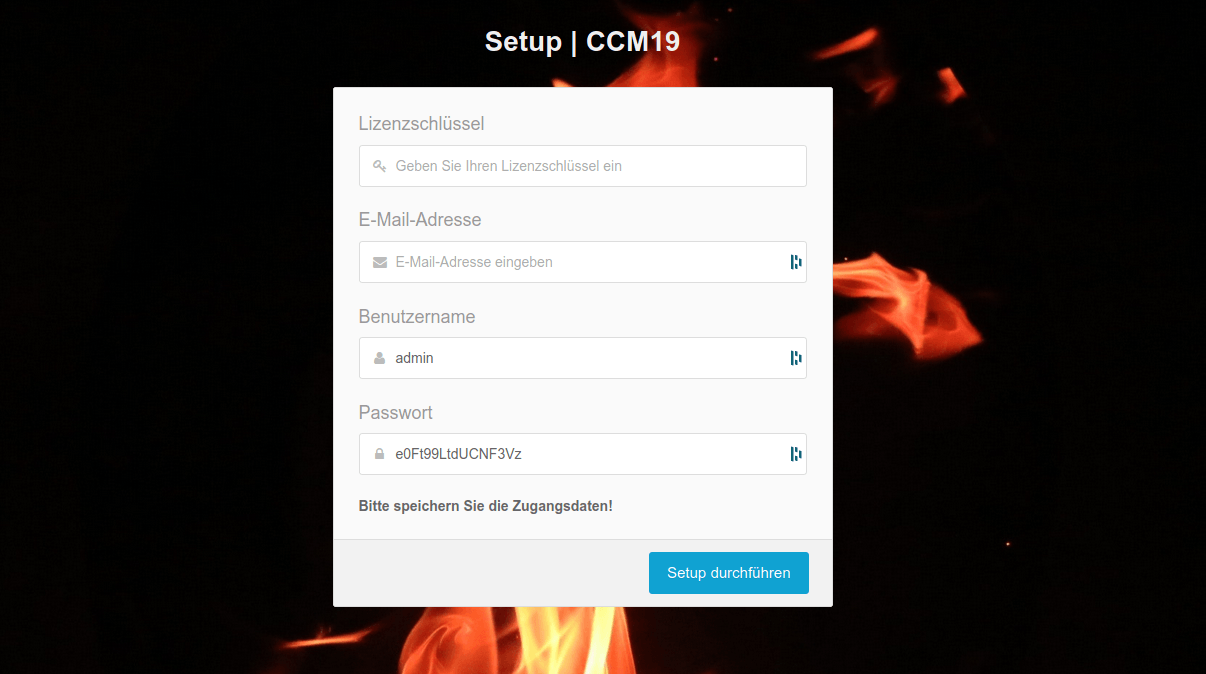 Setup | CCM19
Lizenzschlüssel
Geben Sie Ihren Lizenzschlüssel ein
E-Mail-Adresse
E-Mail-Adresse eingeben
Benutzername
admin
Passwort
e0Ft99LtdUCNF3Vz
Bitte speichern Sie die Zugangsdaten!
Setup durchführen